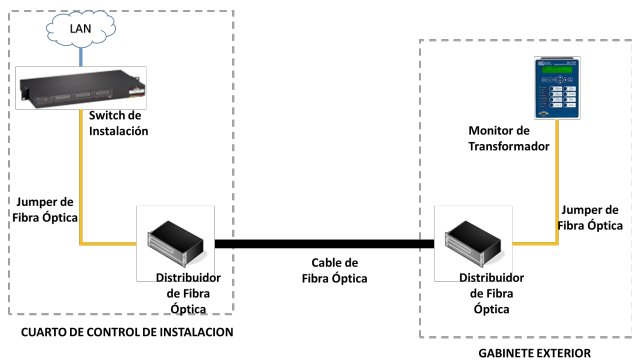 LAN
Switch de
Instalación
Monitor de
Transformador
Jumper de
Fibra Óptica
Jumper de
Fibra Óptica
Cable de
Fibra Óptica
Distribuidor
de Fibra
Óptica
Distribuidor
de Fibra
Óptica
CUARTO DE CONTROL DE INSTALACION
GABINETE EXTERIOR